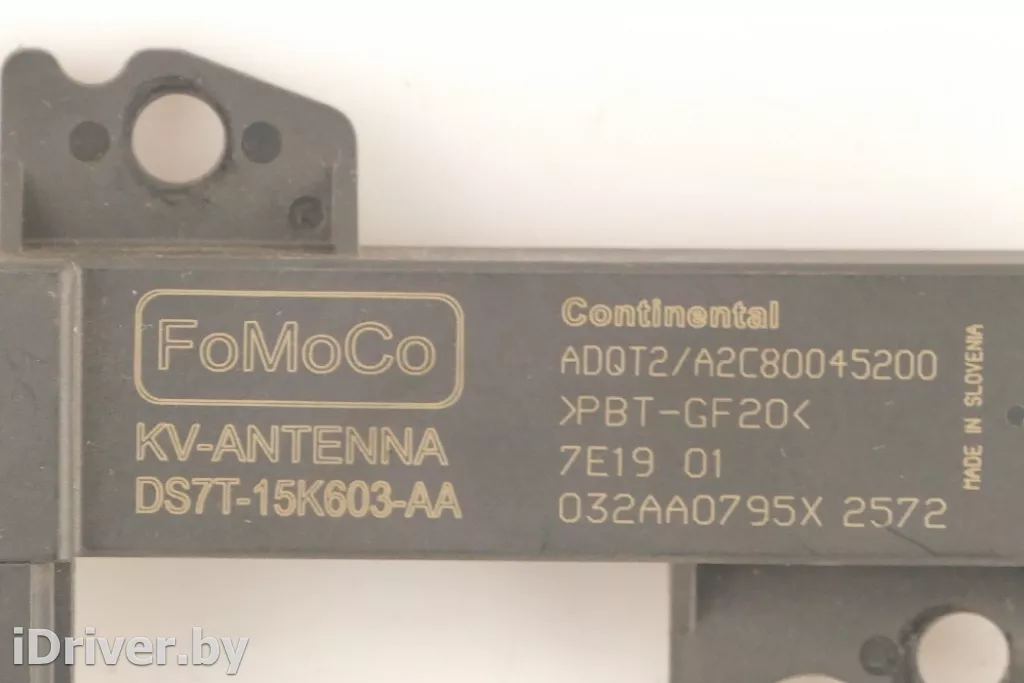 FoMoCo
KV-ANTENNA
DS7T-15K603-AA
Continental
ADQT2/A2C80045200
>PBT-GF20<
7E19 01
032AA0795X 2572
MADE IN SLOVENIA
iDriver.by